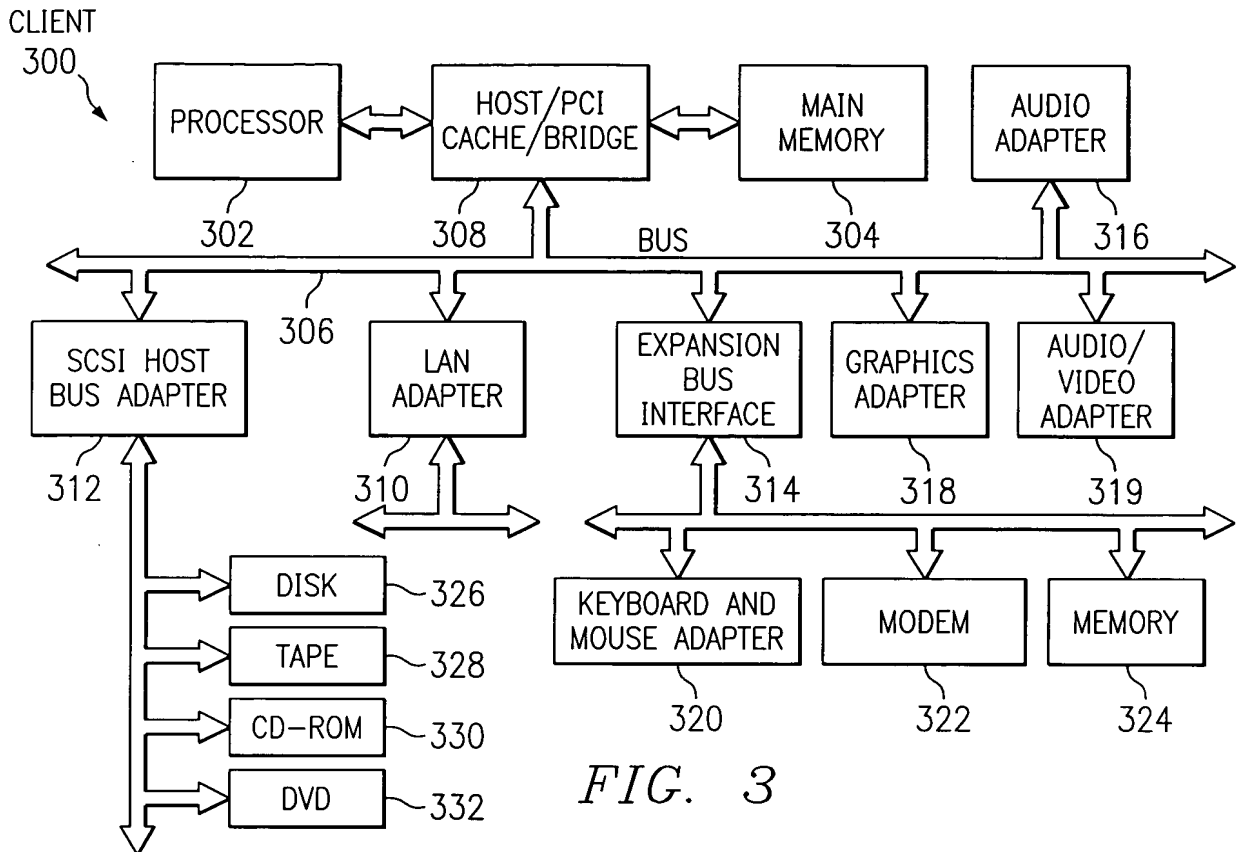 CLIENT
300
PROCESSOR
HOST/PCI
CACHE/BRIDGE
MAIN
MEMORY
AUDIO
ADAPTER
302
308
304
316
BUS
306
SCSI HOST
BUS ADAPTER
LAN
ADAPTER
EXPANSION
BUS
INTERFACE
GRAPHICS
ADAPTER
AUDIO/
VIDEO
ADAPTER
312
310
314
318
319
DISK
326
TAPE
328
CD-ROM
330
DVD
332
KEYBOARD AND
MOUSE ADAPTER
MODEM
MEMORY
320
322
324
FIG. 3